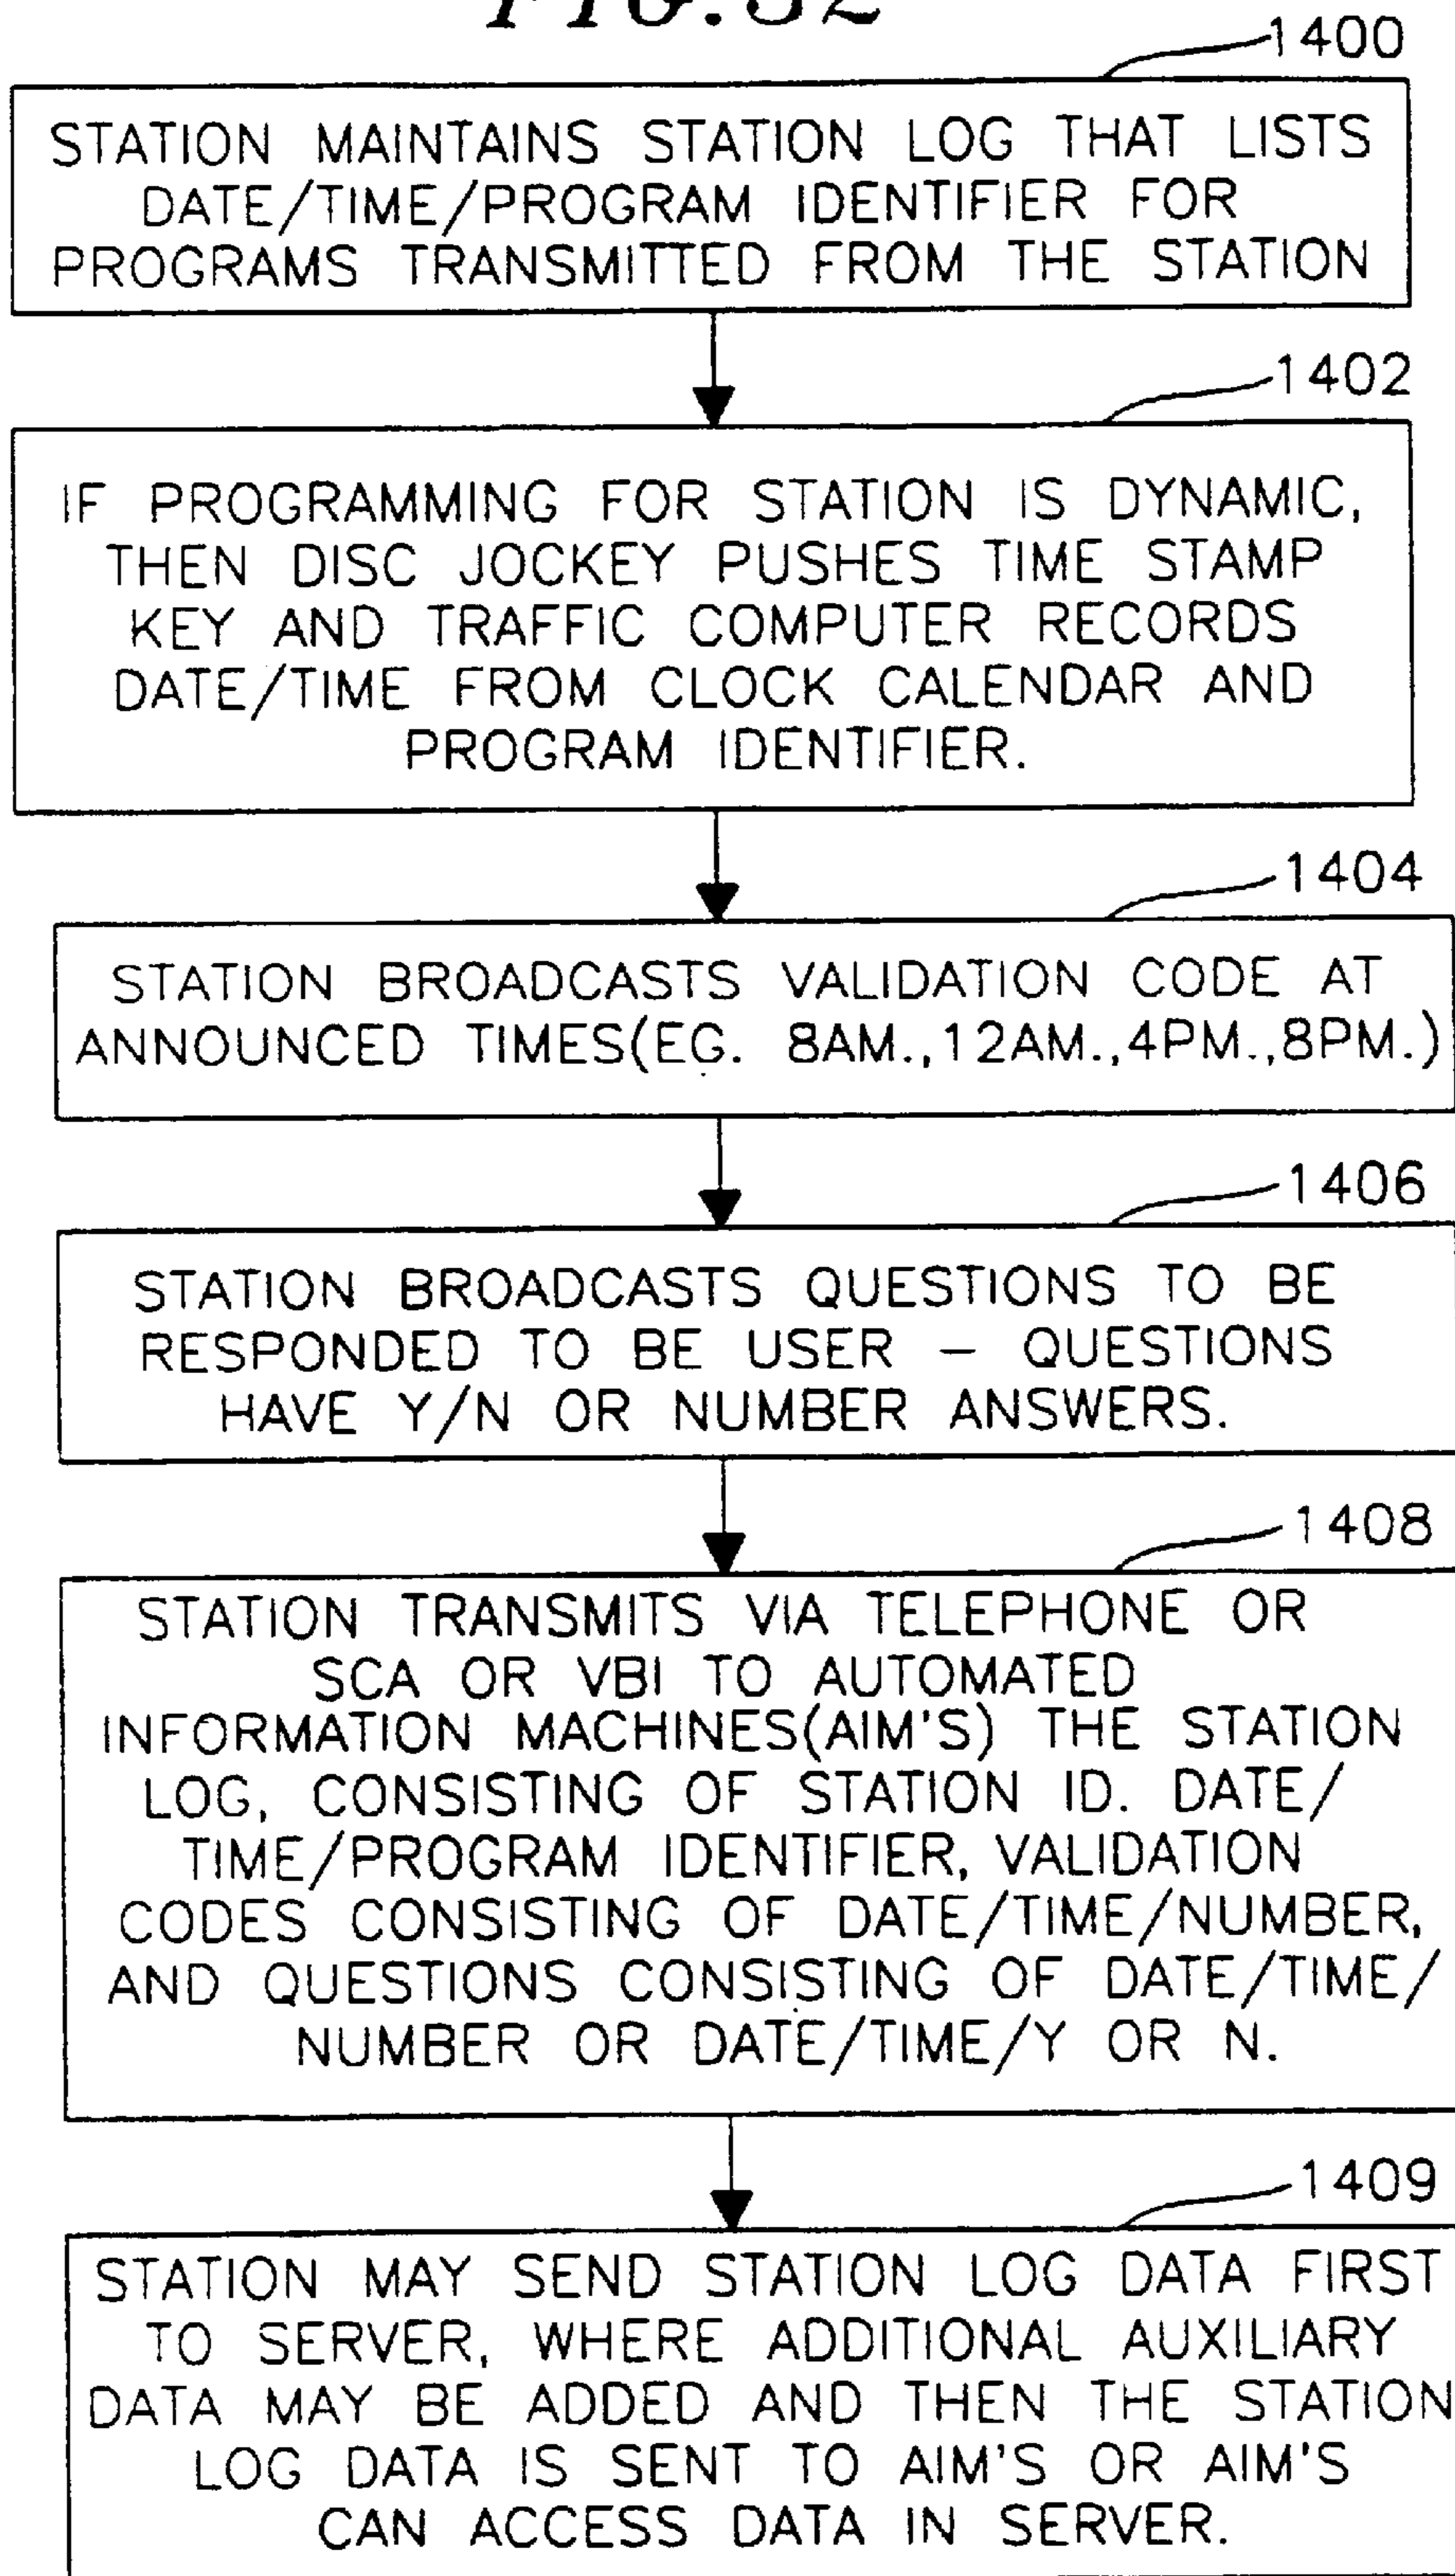 FIG. 32
1400
STATION MAINTAINS STATION LOG THAT LISTS
DATE/TIME/PROGRAM IDENTIFIER FOR
PROGRAMS TRANSMITTED FROM THE STATION
1402
IF PROGRAMMING FOR STATION IS DYNAMIC,
THEN DISC JOCKEY PUSHES TIME STAMP
KEY AND TRAFFIC COMPUTER RECORDS
DATE/TIME FROM CLOCK CALENDAR AND
PROGRAM IDENTIFIER.
1404
STATION BROADCASTS VALIDATION CODE AT
ANNOUNCED TIMES(EG. 8AM.,12AM.,4PM.,8PM.)
1406
STATION BROADCASTS QUESTIONS TO BE
RESPONDED TO BE USER – QUESTIONS
HAVE Y/N OR NUMBER ANSWERS.
1408
STATION TRANSMITS VIA TELEPHONE OR
SCA OR VBI TO AUTOMATED
INFORMATION MACHINES(AIM'S) THE STATION
LOG, CONSISTING OF STATION ID. DATE/
TIME/PROGRAM IDENTIFIER, VALIDATION
CODES CONSISTING OF DATE/TIME/NUMBER,
AND QUESTIONS CONSISTING OF DATE/TIME/
NUMBER OR DATE/TIME/Y OR N.
1409
STATION MAY SEND STATION LOG DATA FIRST
TO SERVER, WHERE ADDITIONAL AUXILIARY
DATA MAY BE ADDED AND THEN THE STATION
LOG DATA IS SENT TO AIM'S OR AIM'S
CAN ACCESS DATA IN SERVER.